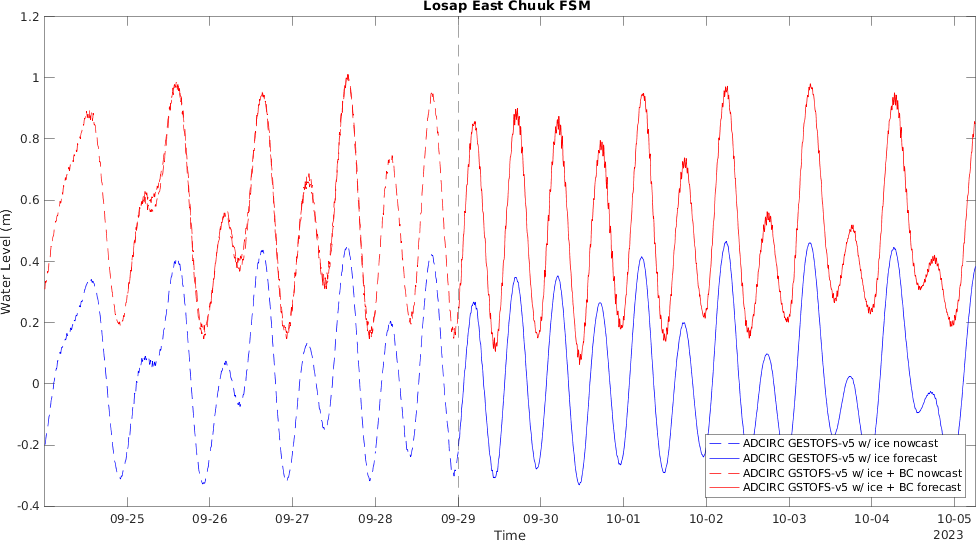 Losap East Chuuk FSM
1.2
1
0.8
0.6
0.4
0.2
0
-0.2
-0.4
Water Level (m)
ADCIRC GESTOFS-v5 w/ ice nowcast
ADCIRC GESTOFS-v5 w/ ice forecast
ADCIRC GSTOFS-v5 w/ ice + BC nowcast
ADCIRC GSTOFS-v5 w/ ice + BC forecast
09-25 09-26 09-27 09-28 09-29 09-30 10-01 10-02 10-03 10-04 10-05
Time
2023